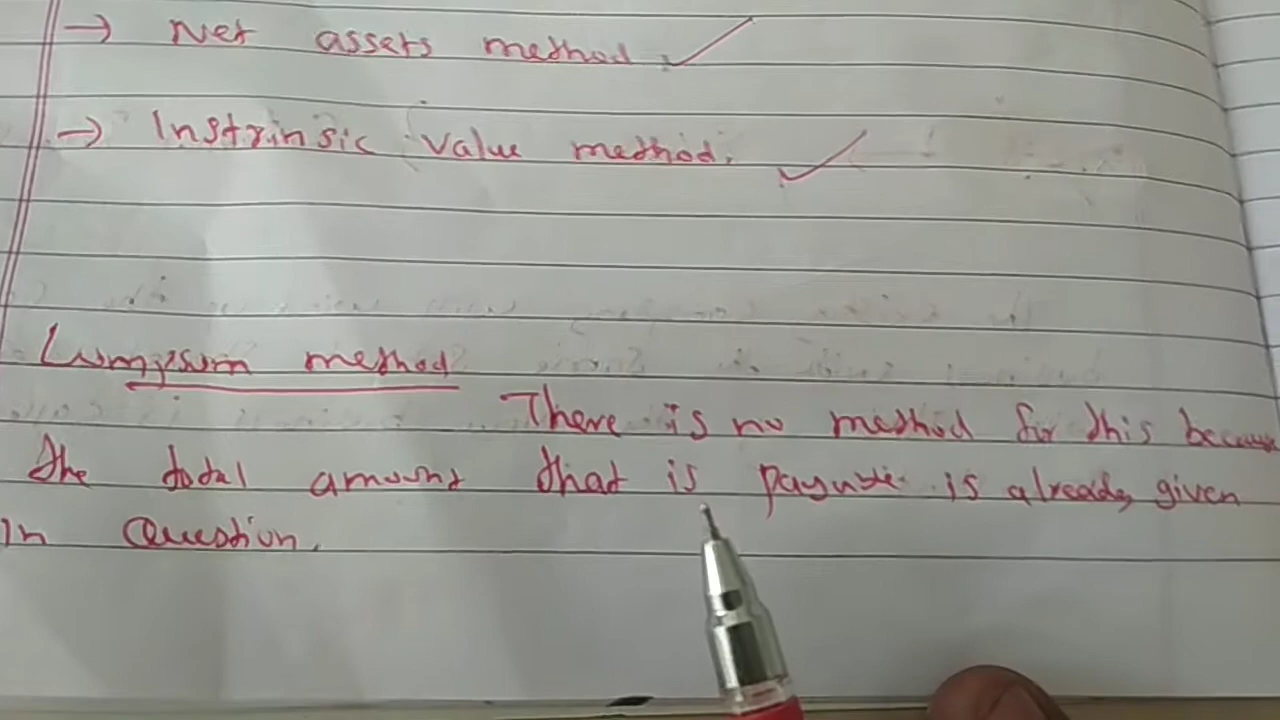 → Net assets method ✓
→ Instrinsic value method. ✓
Lumpsum method
There is no method for this because
the total amount that is payable is already given
in Question.